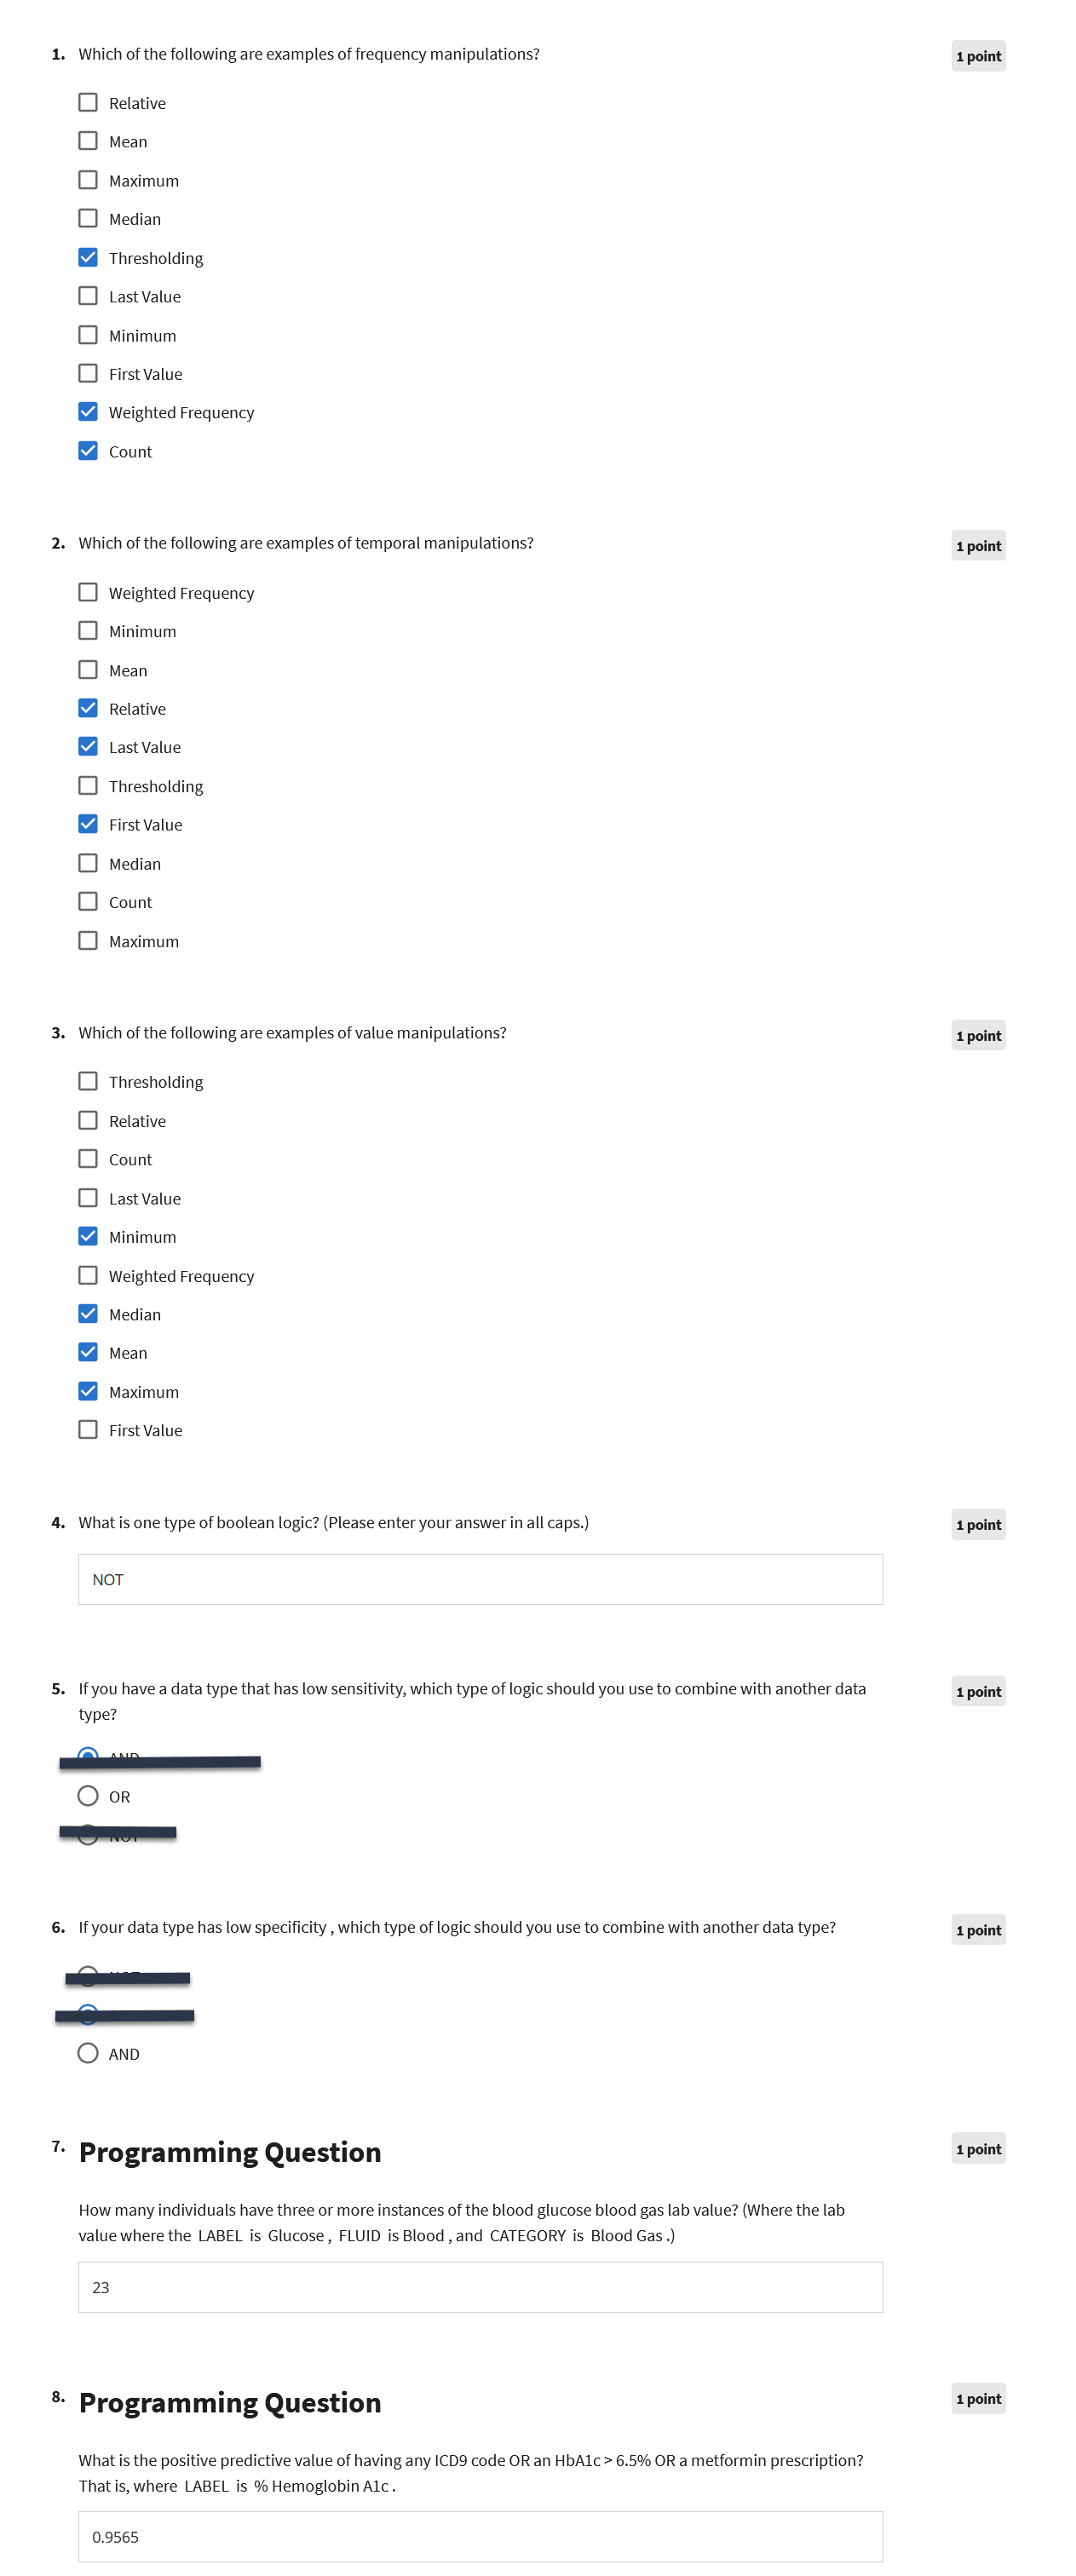 1. Which of the following are examples of frequency manipulations?
1 point
Relative
Mean
Maximum
Median
Thresholding
Last Value
Minimum
First Value
Weighted Frequency
Count
2. Which of the following are examples of temporal manipulations?
1 point
Weighted Frequency
Minimum
Mean
Relative
Last Value
Thresholding
First Value
Median
Count
Maximum
3. Which of the following are examples of value manipulations?
1 point
Thresholding
Relative
Count
Last Value
Minimum
Weighted Frequency
Median
Mean
Maximum
First Value
4. What is one type of boolean logic? (Please enter your answer in all caps.)
1 point
NOT
5. If you have a data type that has low sensitivity, which type of logic should you use to combine with another data
type?
1 point
AND
OR
NOT
6. If your data type has low specificity , which type of logic should you use to combine with another data type?
1 point
AND
7. Programming Question
1 point
How many individuals have three or more instances of the blood glucose blood gas lab value? (Where the lab
value where the LABEL is Glucose , FLUID is Blood , and CATEGORY is Blood Gas .)
23
8. Programming Question
1 point
What is the positive predictive value of having any ICD9 code OR an HbA1c > 6.5% OR a metformin prescription?
That is, where LABEL is % Hemoglobin A1c .
0.9565